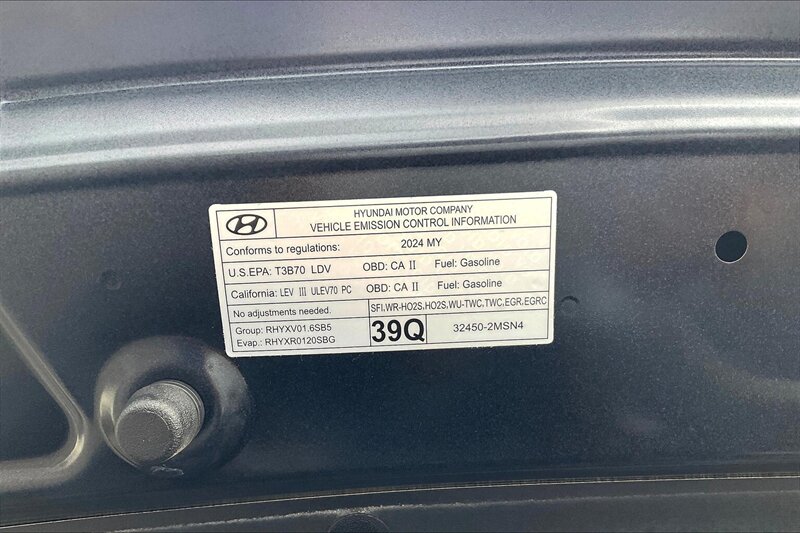 HYUNDAI MOTOR COMPANY
VEHICLE EMISSION CONTROL INFORMATION
Conforms to regulations: 2024 MY
U.S.EPA: T3B70 LDV OBD: CA II Fuel: Gasoline
California: LEV III ULEV70 PC OBD: CA II Fuel: Gasoline
No adjustments needed. SFI.WR-HO2S.HO2S.WU-TWC.TWC.EGR.EGRC
Group: RHYXV01.6SB5
Evap.: RHYXR0120SBG
39Q
32450-2MSN4